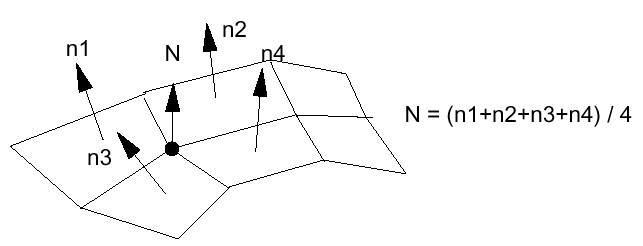 n1
N
n2
n4
n3
N = (n1+n2+n3+n4) / 4